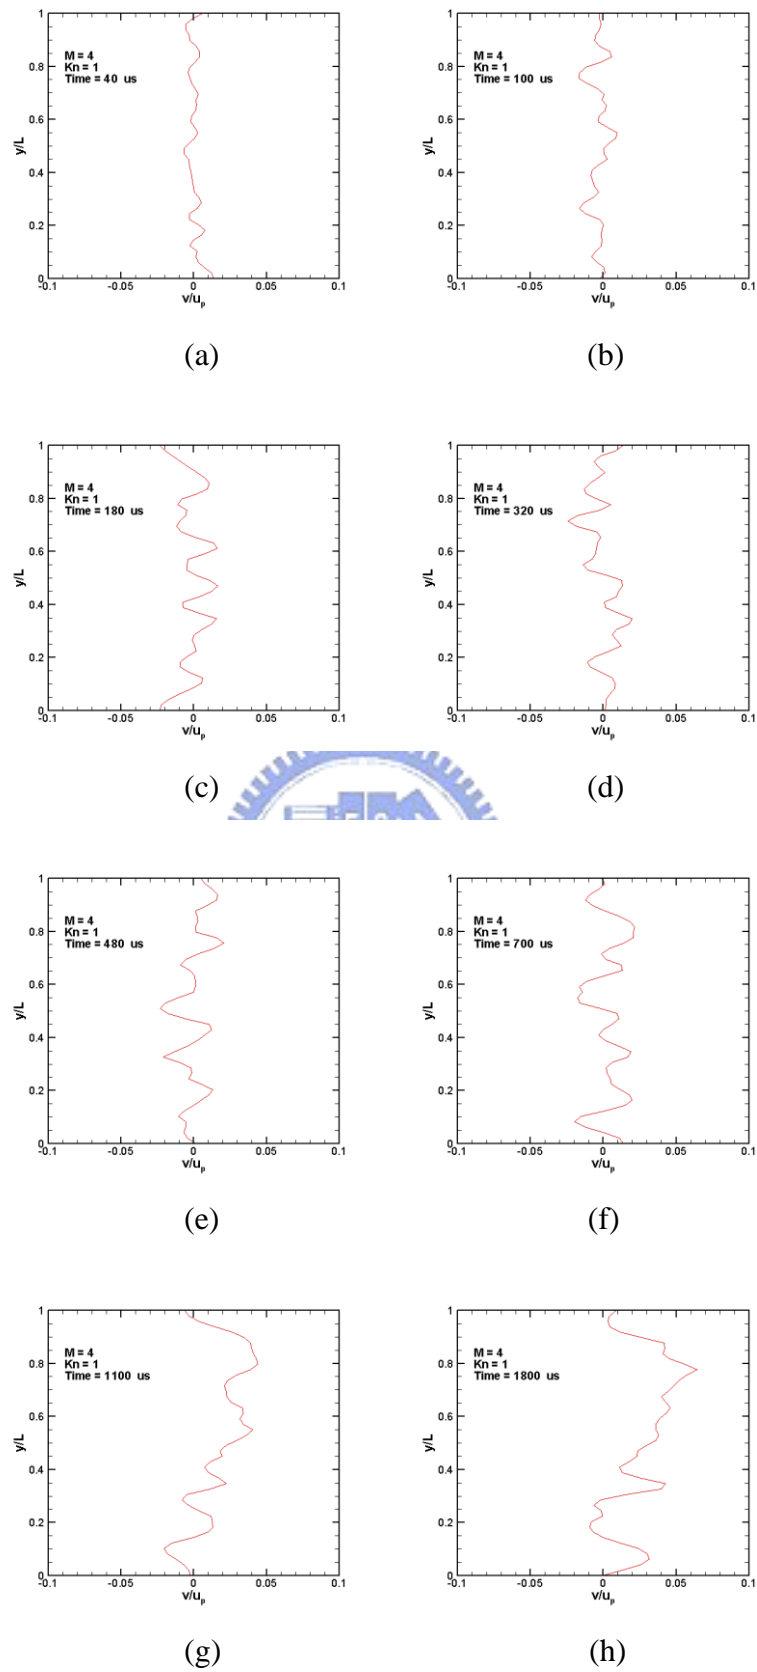 1
0.8
0.6
0.4
0.2
0
y/L
M = 4
Kn = 1
Time = 40 us
-0.1 -0.05 0 0.05 0.1
v/up
(a)
1
0.8
0.6
0.4
0.2
0
y/L
M = 4
Kn = 1
Time = 100 us
-0.1 -0.05 0 0.05 0.1
v/up
(b)
1
0.8
0.6
0.4
0.2
0
y/L
M = 4
Kn = 1
Time = 180 us
-0.1 -0.05 0 0.05 0.1
v/up
(c)
1
0.8
0.6
0.4
0.2
0
y/L
M = 4
Kn = 1
Time = 320 us
-0.1 -0.05 0 0.05 0.1
v/up
(d)
1
0.8
0.6
0.4
0.2
0
y/L
M = 4
Kn = 1
Time = 480 us
-0.1 -0.05 0 0.05 0.1
v/up
(e)
1
0.8
0.6
0.4
0.2
0
y/L
M = 4
Kn = 1
Time = 700 us
-0.1 -0.05 0 0.05 0.1
v/up
(f)
1
0.8
0.6
0.4
0.2
0
y/L
M = 4
Kn = 1
Time = 1100 us
-0.1 -0.05 0 0.05 0.1
v/up
(g)
1
0.8
0.6
0.4
0.2
0
y/L
M = 4
Kn = 1
Time = 1800 us
-0.1 -0.05 0 0.05 0.1
v/up
(h)